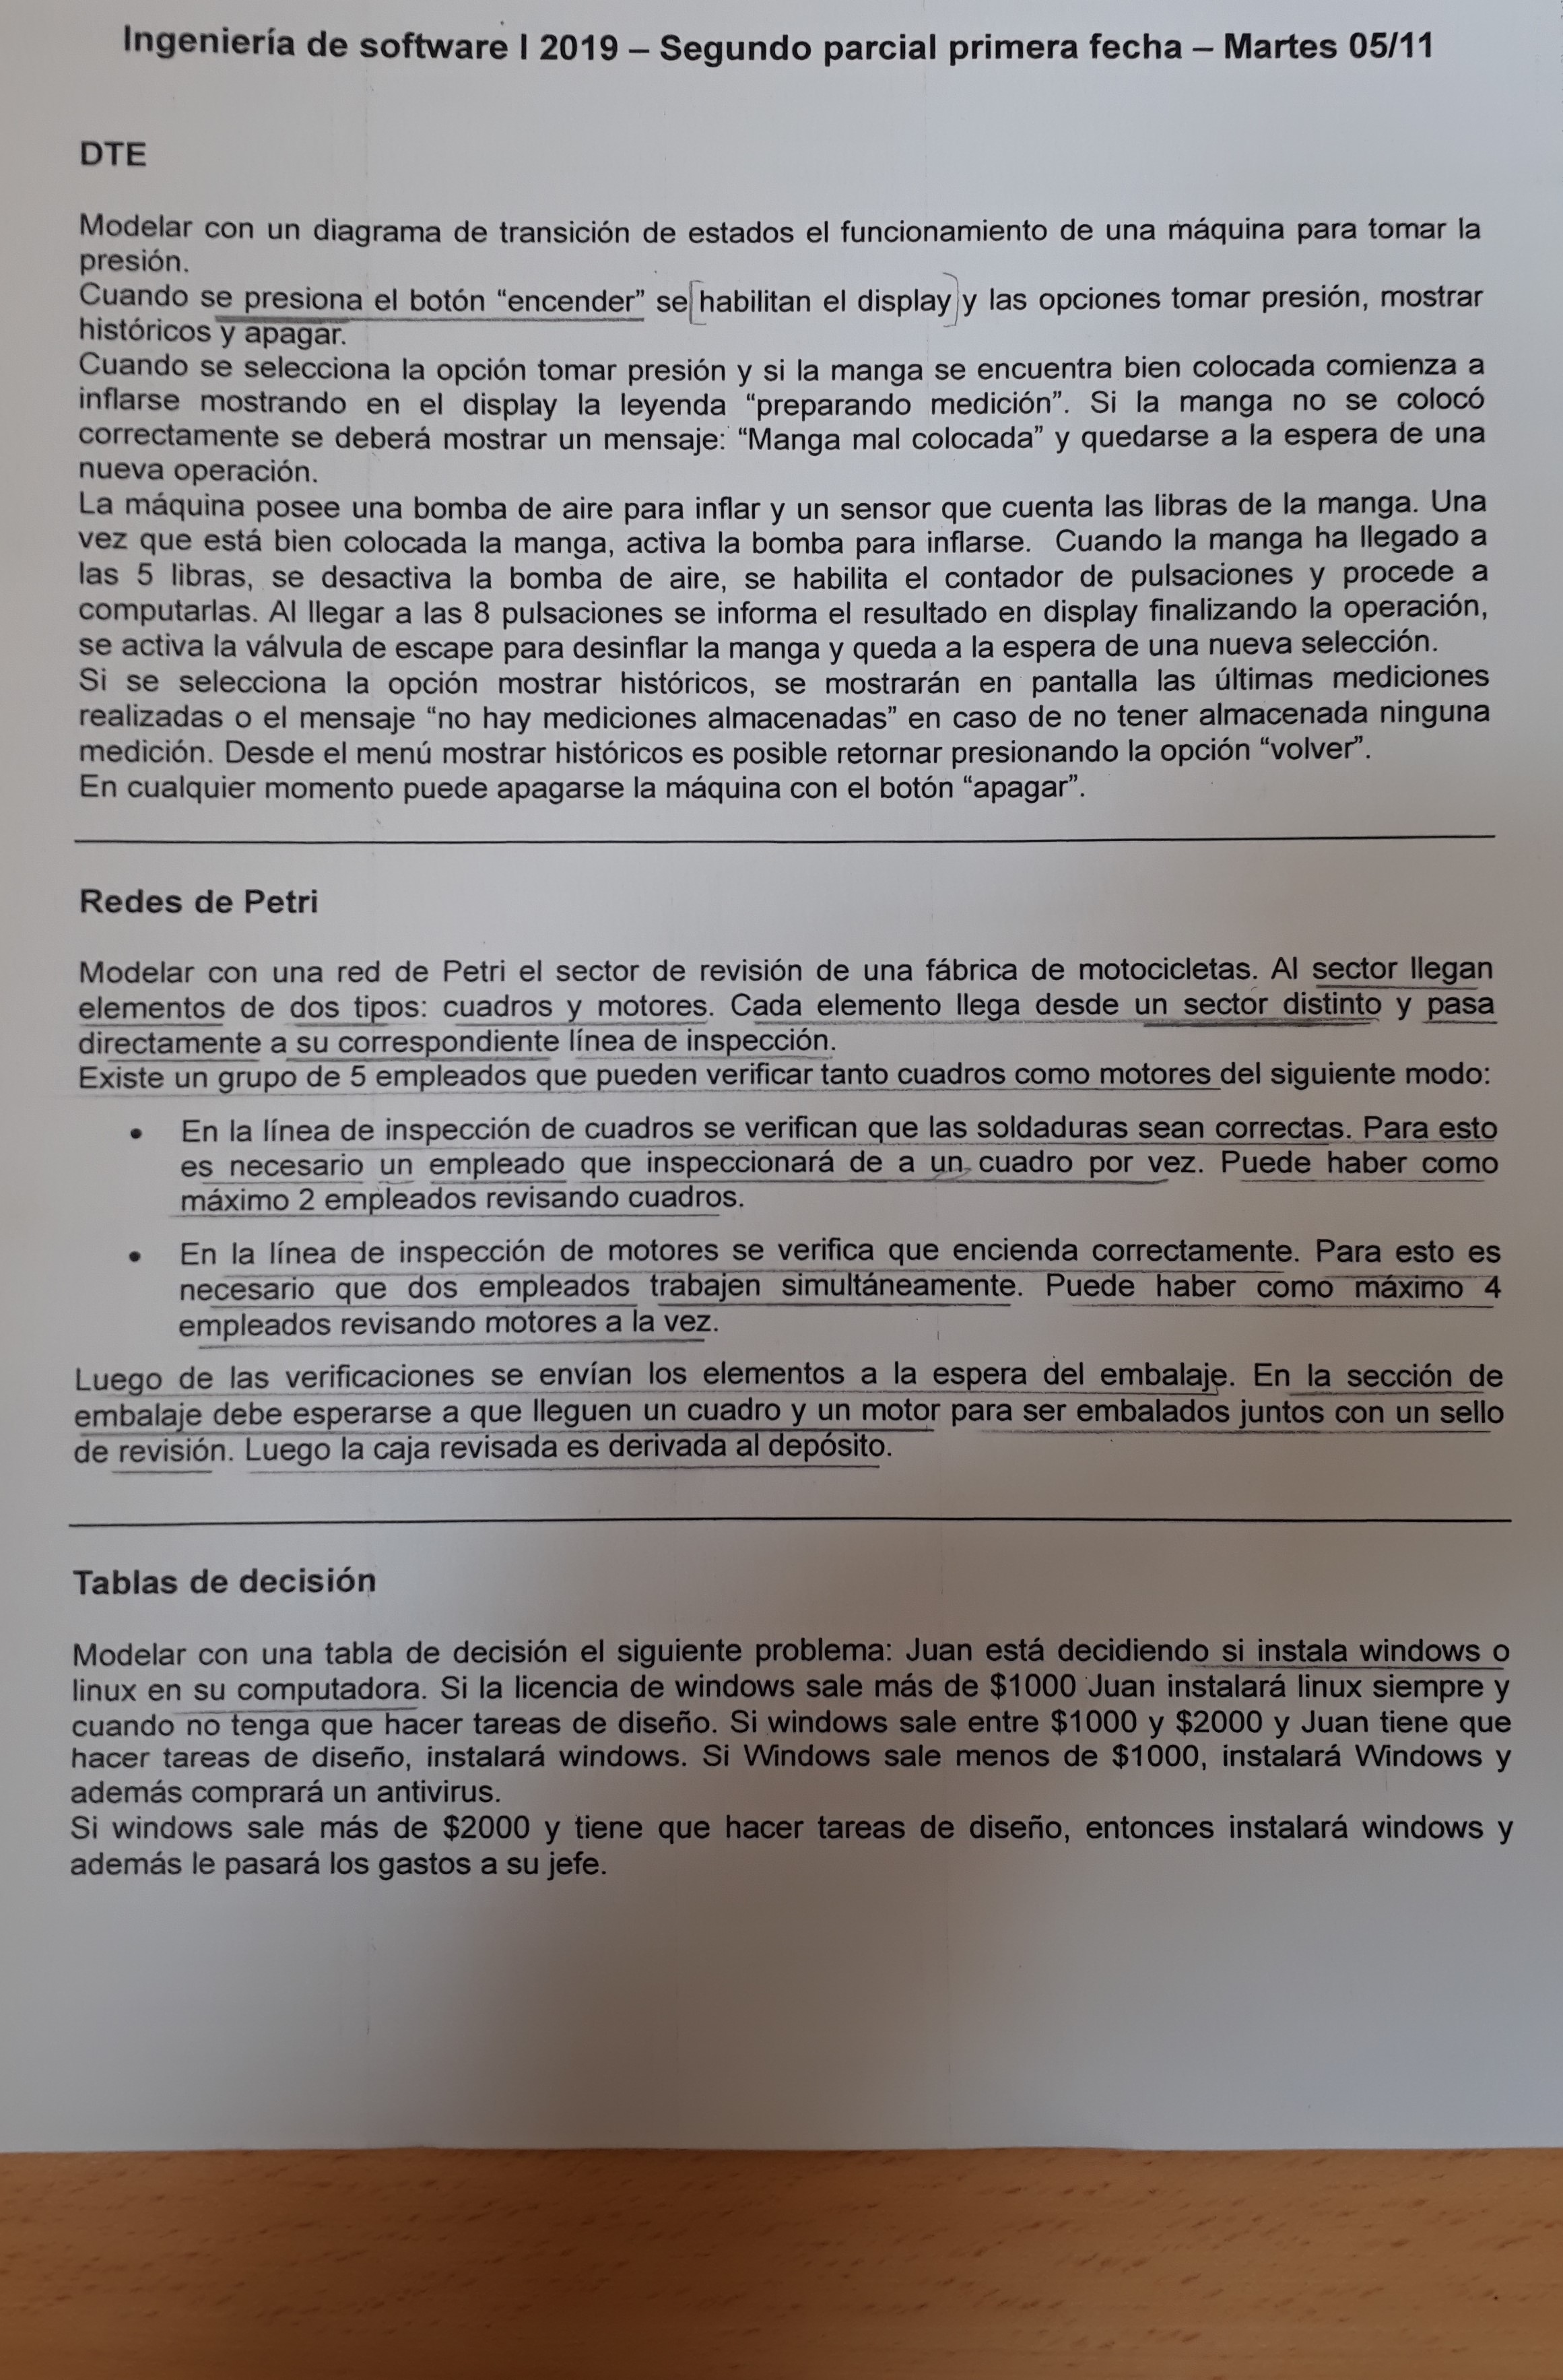 Ingeniería de software I 2019 – Segundo parcial primera fecha – Martes 05/11
DTE
Modelar con un diagrama de transición de estados el funcionamiento de una máquina para tomar la
presión.
Cuando se presiona el botón “encender” se habilitan el display y las opciones tomar presión, mostrar
históricos y apagar.
Cuando se selecciona la opción tomar presión y si la manga se encuentra bien colocada comienza a
inflarse mostrando en el display la leyenda “preparando medición”. Si la manga no se colocó
correctamente se deberá mostrar un mensaje: “Manga mal colocada” y quedarse a la espera de una
nueva operación.
La máquina posee una bomba de aire para inflar y un sensor que cuenta las libras de la manga. Una
vez que está bien colocada la manga, activa la bomba para inflarse. Cuando la manga ha llegado a
las 5 libras, se desactiva la bomba de aire, se habilita el contador de pulsaciones y procede a
computarlas. Al llegar a las 8 pulsaciones se informa el resultado en display finalizando la operación,
se activa la válvula de escape para desinflar la manga y queda a la espera de una nueva selección.
Si se selecciona la opción mostrar históricos, se mostrarán en pantalla las últimas mediciones
realizadas o el mensaje “no hay mediciones almacenadas” en caso de no tener almacenada ninguna
medición. Desde el menú mostrar históricos es posible retornar presionando la opción “volver”.
En cualquier momento puede apagarse la máquina con el botón “apagar”.
Redes de Petri
Modelar con una red de Petri el sector de revisión de una fábrica de motocicletas. Al sector llegan
elementos de dos tipos: cuadros y motores. Cada elemento llega desde un sector distinto y pasa
directamente a su correspondiente línea de inspección.
Existe un grupo de 5 empleados que pueden verificar tanto cuadros como motores del siguiente modo:
• En la línea de inspección de cuadros se verifican que las soldaduras sean correctas. Para esto
es necesario un empleado que inspeccionará de a un cuadro por vez. Puede haber como
máximo 2 empleados revisando cuadros.
• En la línea de inspección de motores se verifica que encienda correctamente. Para esto es
necesario que dos empleados trabajen simultáneamente. Puede haber como máximo 4
empleados revisando motores a la vez.
Luego de las verificaciones se envían los elementos a la espera del embalaje. En la sección de
embalaje debe esperarse a que lleguen un cuadro y un motor para ser embalados juntos con un sello
de revisión. Luego la caja revisada es derivada al depósito.
Tablas de decisión
Modelar con una tabla de decisión el siguiente problema: Juan está decidiendo si instala windows o
linux en su computadora. Si la licencia de windows sale más de $1000 Juan instalará linux siempre y
cuando no tenga que hacer tareas de diseño. Si windows sale entre $1000 y $2000 y Juan tiene que
hacer tareas de diseño, instalará windows. Si Windows sale menos de $1000, instalará Windows y
además comprará un antivirus.
Si windows sale más de $2000 y tiene que hacer tareas de diseño, entonces instalará windows y
además le pasará los gastos a su jefe.